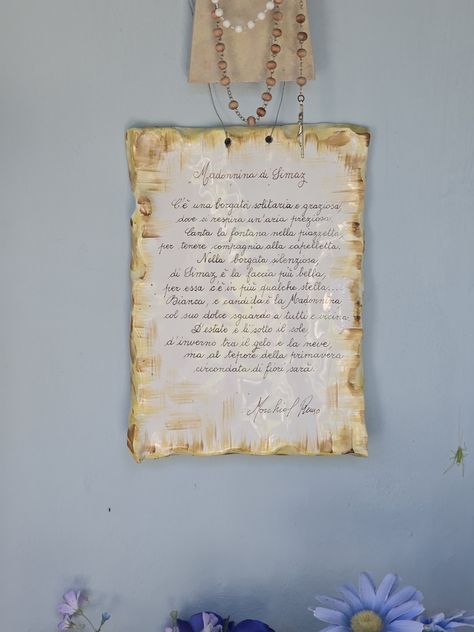 Madonnina di Simaz
C'è una borgata solitaria e graziosa,
dove si respira un'aria preziosa.
Canta la fontana nella piazzetta
per tenere compagnia alla cappelletta.
Nella borgata silenziosa
di Simaz è la faccia più bella,
per essa c'è in più qualche stella....
Bianca, e candida è la Madonnina
col suo dolce sguardo a tutti è vicina.
D'estate è lì sotto il sole
d'inverno tra il gelo e la neve,
ma al tepore della primavera
circondata di fiori sarà.